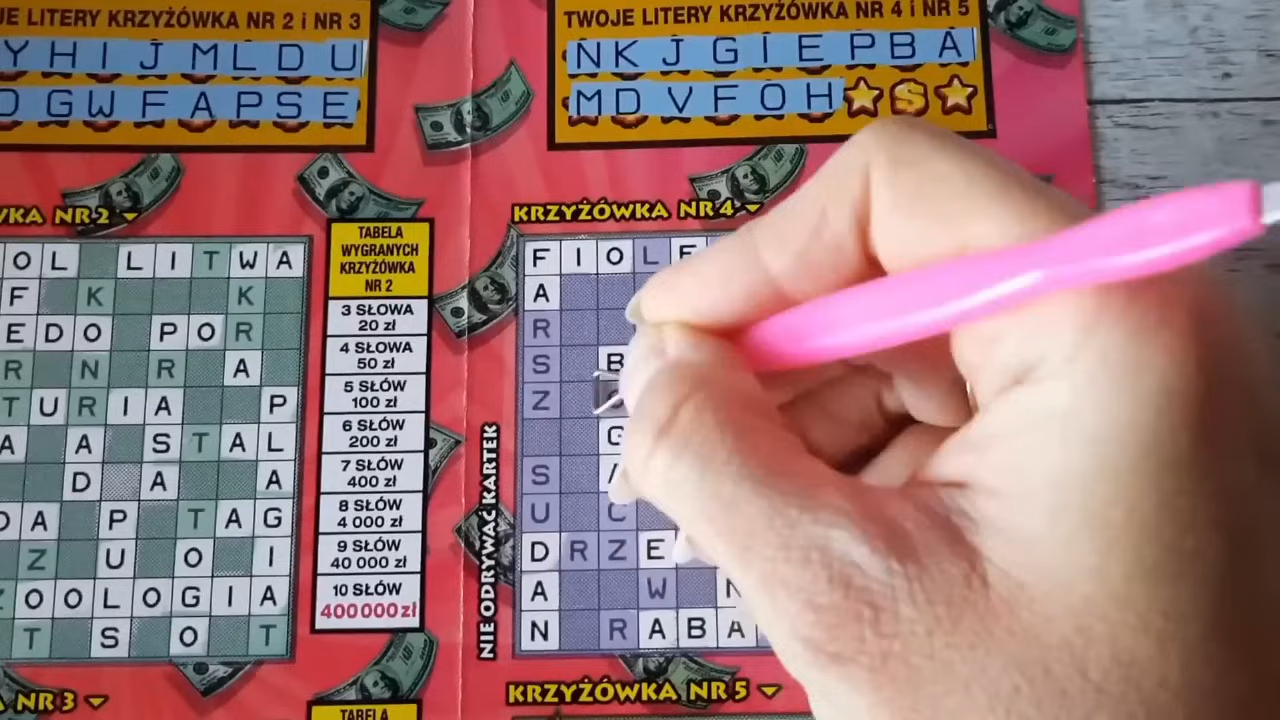 JE LITERY KRZYŻÓWKA NR 2 i NR 3
Y H I J M L D U
O G W F A P S E
TWOJE LITERY KRZYŻÓWKA NR 4 i NR 5
N K J G I E P B A
M D V F O H
WKA NR 2
TABELA
WYGRANYCH
KRZYŻÓWKA
NR 2
3 SŁOWA
20 zł
4 SŁOWA
50 zł
5 SŁÓW
100 zł
6 SŁÓW
200 zł
7 SŁÓW
400 zł
8 SŁÓW
4 000 zł
9 SŁÓW
40 000 zł
10 SŁÓW
400 000 zł
O L L I T W A
F K K
E D O P O R R
R N R A
T U R I A P
A A S T A L
D A A
D A P T A G
Z U O I
Z O O L O G I A
T S O T
NR 3
TABELA
NIE ODRYWAĆ KARTEK
KRZYŻÓWKA NR 4
F I O L E
A
R
S B
Z
G
S
U C
D R Z E
A W N
N R A B A
KRZYŻÓWKA NR 5